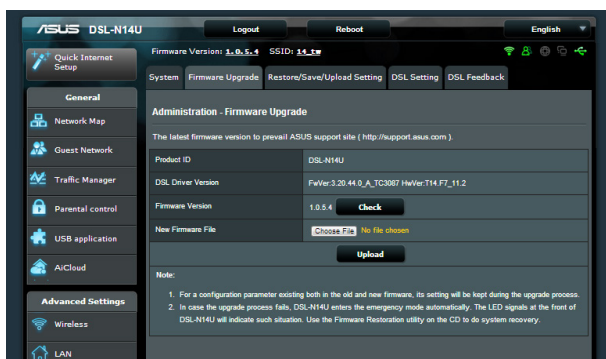 ASUS DSL-N14U Logout Reboot English
Quick Internet Setup
Firmware Version: 1.0.5.4 SSID: 14_tw
System Firmware Upgrade Restore/Save/Upload Setting DSL Setting DSL Feedback
General
Network Map
Guest Network
Traffic Manager
Parental control
USB application
AiCloud
Advanced Settings
Wireless
LAN
Administration - Firmware Upgrade
The latest firmware version to prevail ASUS support site ( http://support.asus.com ).
Product ID DSL-N14U
DSL Driver Version FwVer:3.20.44.0_A_TC3087 HwVer:T14.F7_11.2
Firmware Version 1.0.5.4 Check
New Firmware File Choose File No file chosen
Upload
Note:
1. For a configuration parameter existing both in the old and new firmware, its setting will be kept during the upgrade process.
2. In case the upgrade process fails, DSL-N14U enters the emergency mode automatically. The LED signals at the front of
DSL-N14U will indicate such situation. Use the Firmware Restoration utility on the CD to do system recovery.